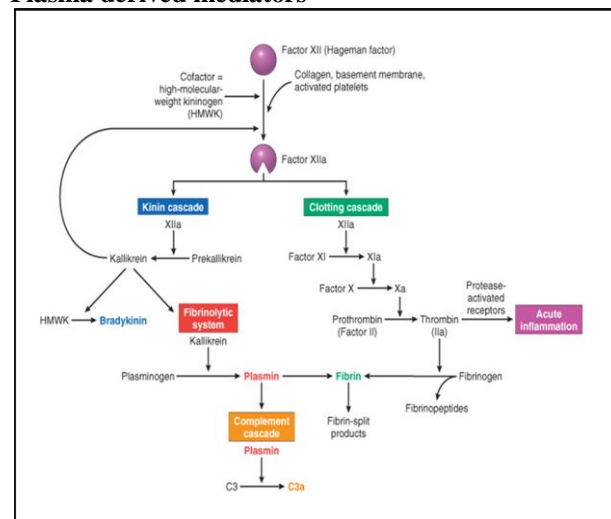 Plasma-derived mediators
Factor XII (Hageman factor)
Cofactor =
high-molecular-
weight kininogen
(HMWK)
Collagen, basement membrane,
activated platelets
Factor XIIa
Kinin cascade
Clotting cascade
XIIa
XIIa
Kallikrein
Prekallikrein
Factor XI
XIa
Factor X
Xa
HMWK
Bradykinin
Fibrinolytic
system
Kallikrein
Prothrombin
(Factor II)
Thrombin
(IIa)
Protease-
activated
receptors
Acute
inflammation
Plasminogen
Plasmin
Fibrin
Fibrinogen
Fibrinopeptides
Complement
cascade
Fibrin-split
products
Plasmin
C3
C3a